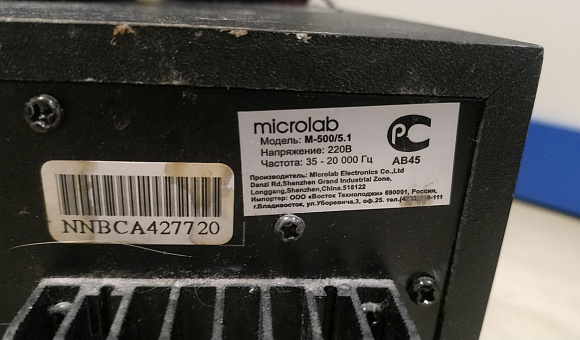 microlab
Модель: M-500/5.1
Напряжение: 220В
Частота: 35 - 20 000 Гц
PC
AB45
Производитель: Microlab Electronics Co.,Ltd
Danzi Rd,Shenzhen Grand Industrial Zone,
Longgang,Shenzhen,China.518122
Импортер: ООО «Восток Технолоджи» 690091, Россия,
г.Владивосток, ул.Уборевича,3, оф.25.
NNBCA427720